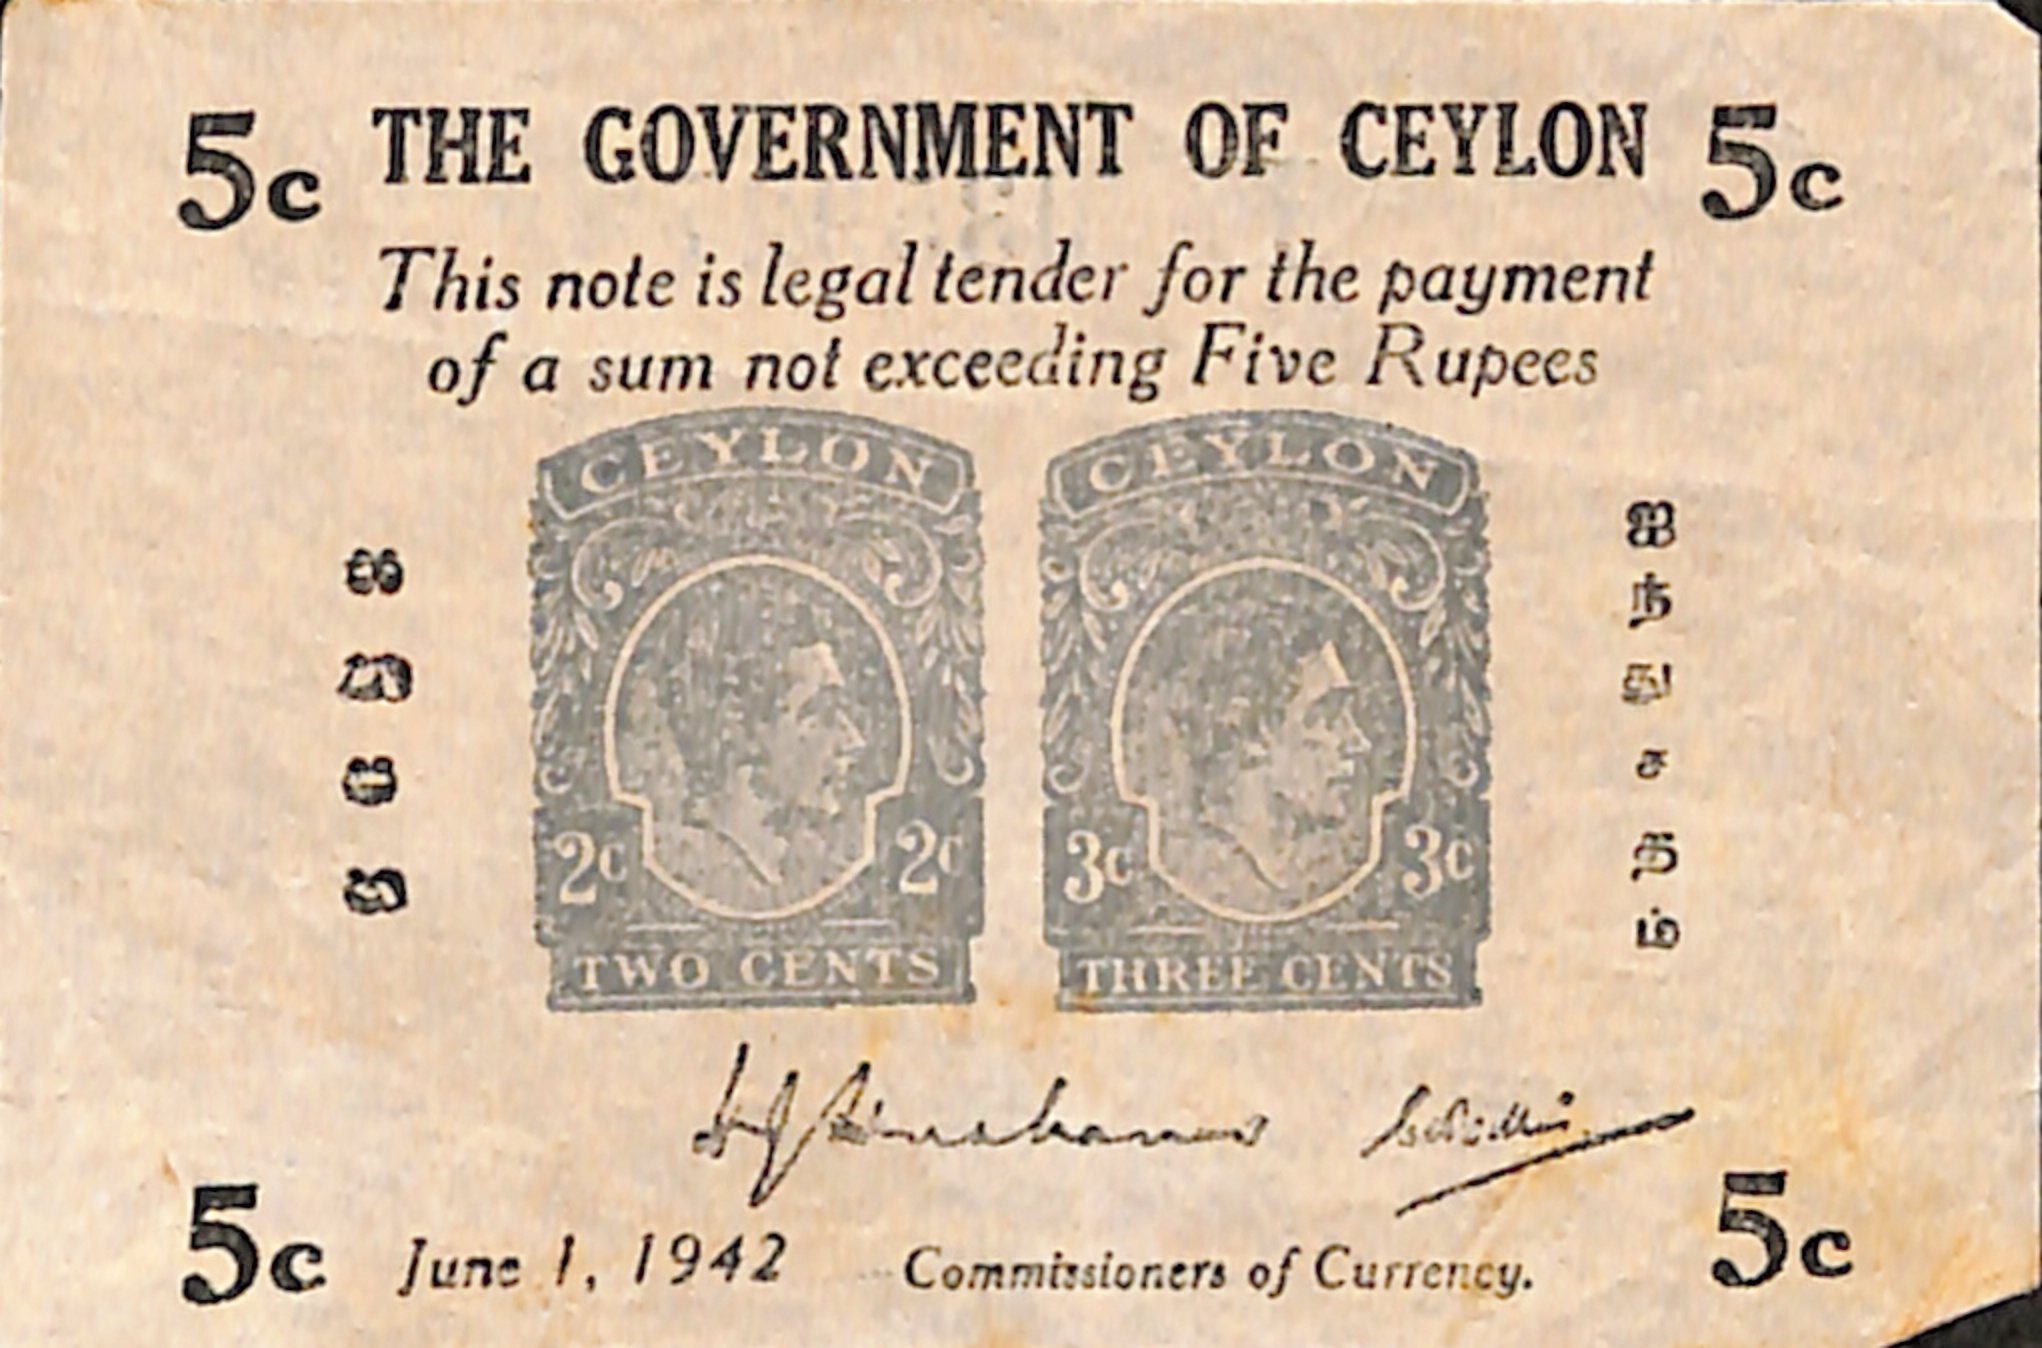 5c THE GOVERNMENT OF CEYLON 5c
This note is legal tender for the payment
of a sum not exceeding Five Rupees
CEYLON
2c 2c
TWO CENTS
CEYLON
3c 3c
THREE CENTS
ஐந்து சதம்
5c June 1, 1942 Commissioners of Currency. 5c